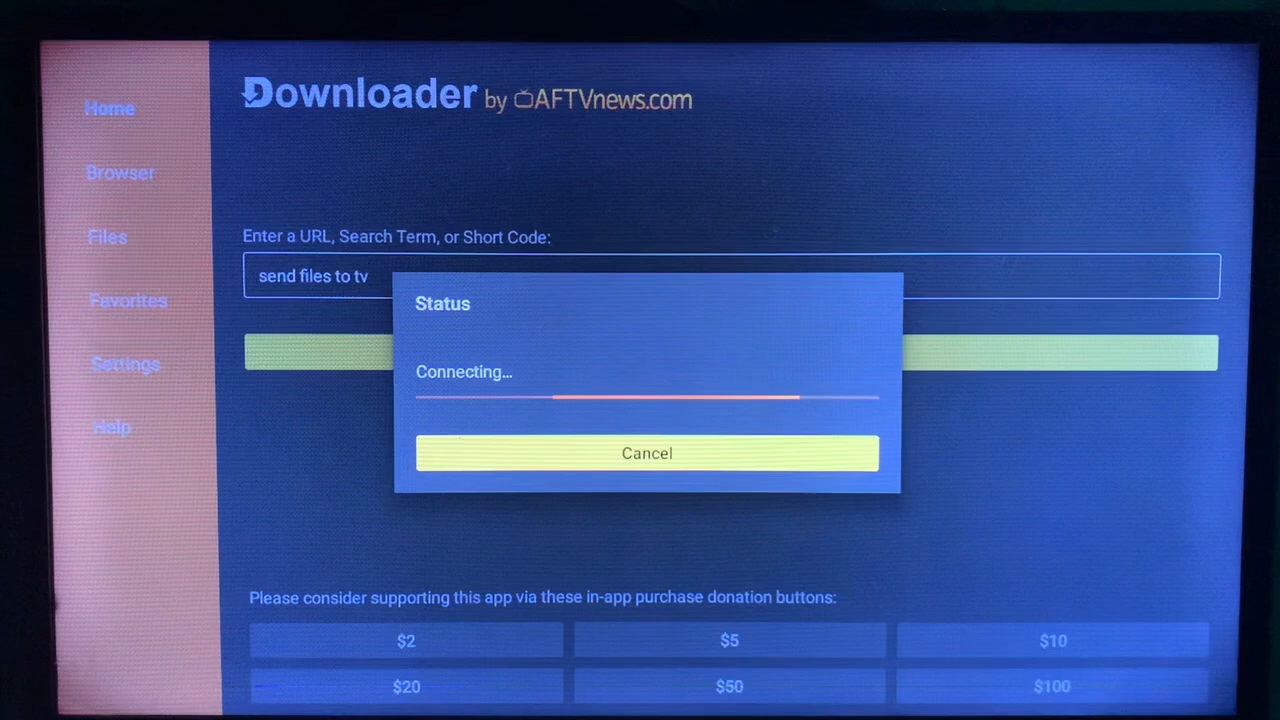 Downloader by AFTVnews.com
Home
Browser
Files
Favorites
Settings
Help
Enter a URL, Search Term, or Short Code:
send files to tv
Status
Connecting...
Cancel
Please consider supporting this app via these in-app purchase donation buttons:
$2 $5 $10
$20 $50 $100